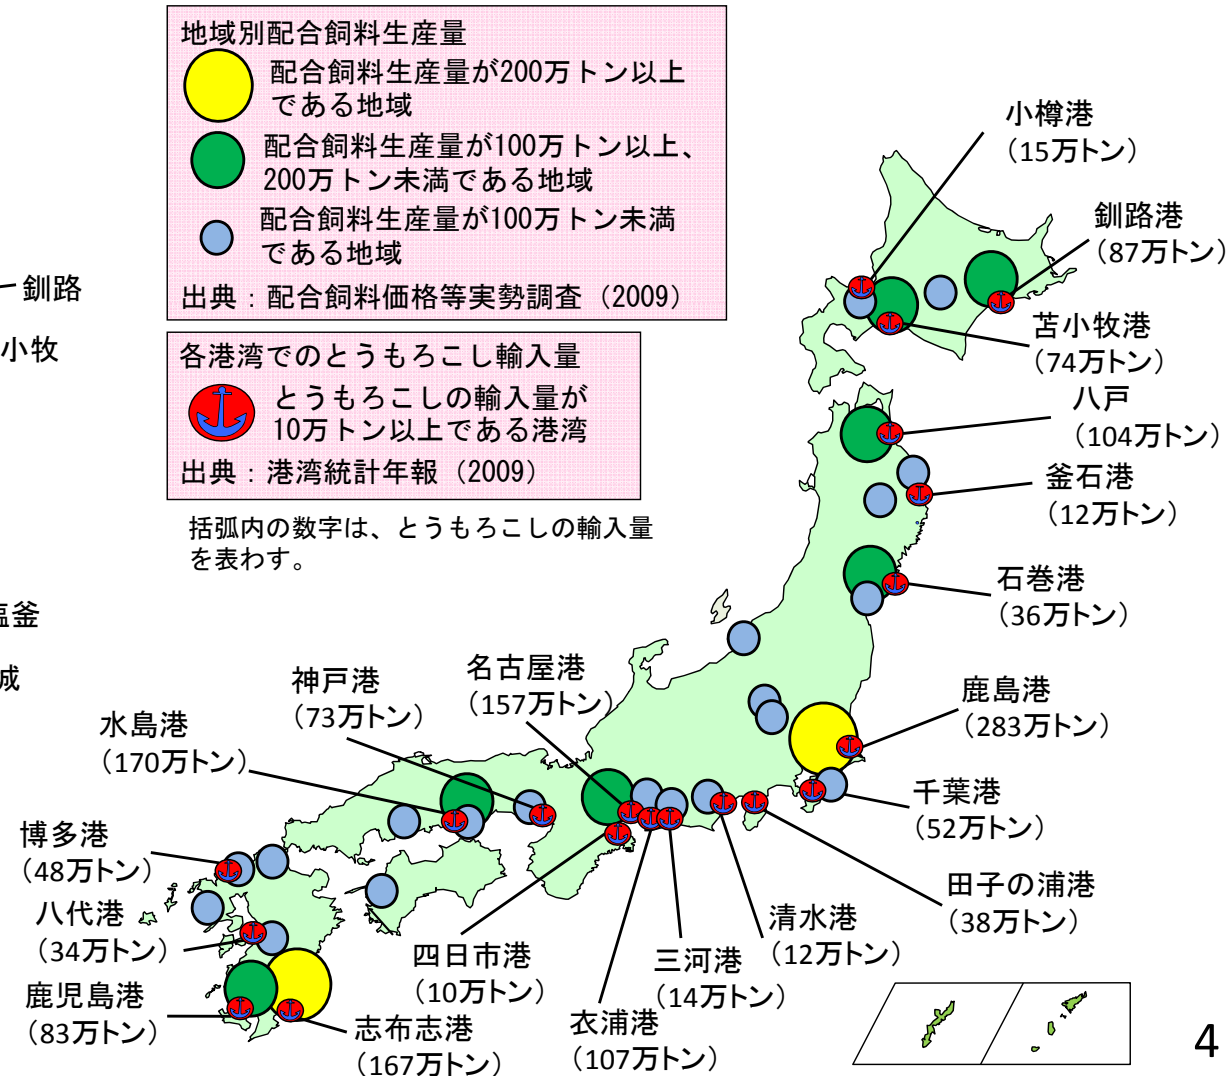 地域別配合飼料生産量
配合飼料生産量が200万トン以上
である地域
配合飼料生産量が100万トン以上、
200万トン未満である地域
配合飼料生産量が100万トン未満
である地域
出典：配合飼料価格等実勢調査（2009）
各港湾でのとうもろこし輸入量
とうもろこしの輸入量が
10万トン以上である港湾
出典：港湾統計年報（2009）
括弧内の数字は、とうもろこしの輸入量
を表わす。
釧路
小牧
塩釜
城
小樽港
（15万トン）
釧路港
（87万トン）
苫小牧港
（74万トン）
八戸
（104万トン）
釜石港
（12万トン）
石巻港
（36万トン）
鹿島港
（283万トン）
千葉港
（52万トン）
田子の浦港
（38万トン）
清水港
（12万トン）
三河港
（14万トン）
衣浦港
（107万トン）
四日市港
（10万トン）
名古屋港
（157万トン）
神戸港
（73万トン）
水島港
（170万トン）
博多港
（48万トン）
八代港
（34万トン）
鹿児島港
（83万トン）
志布志港
（167万トン）
4